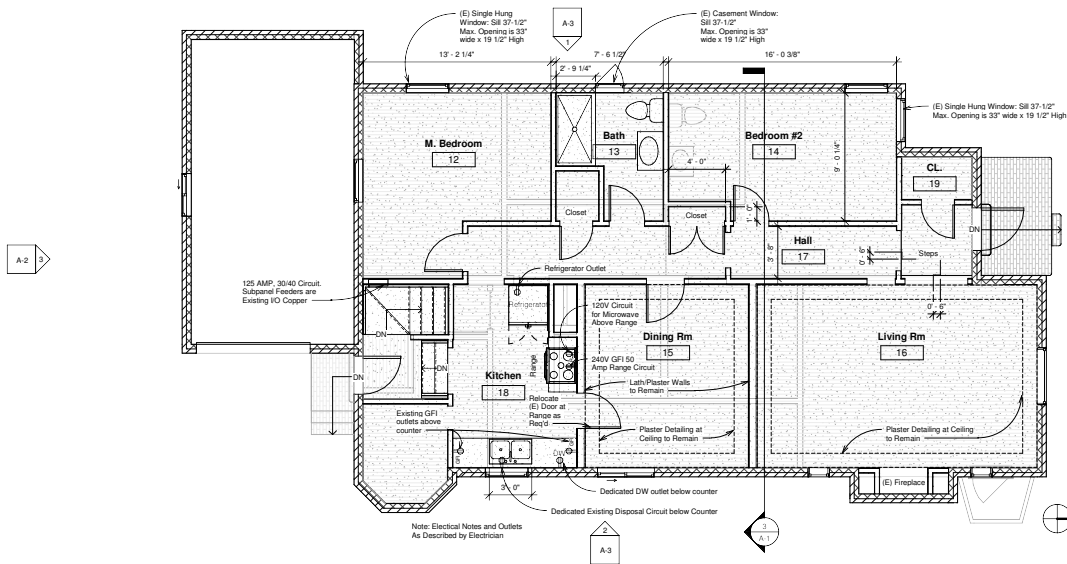 (E) Single Hung
Window: Sill 37-1/2"
Max. Opening is 33"
wide x 19 1/2" High
A-3
1
(E) Casement Window:
Sill 37-1/2"
Max. Opening is 33"
wide x 19 1/2" High
13' - 2 1/4"
7' - 6 1/2"
16' - 0 3/8"
2' - 9 1/4"
(E) Single Hung Window: Sill 37-1/2"
Max. Opening is 33" wide x 19 1/2" High
M. Bedroom
12
Bath
13
Bedroom #2
14
4' - 0"
9' - 0 1/4"
CL.
19
Closet
Closet
1' - 0"
DN
Hall
17
3' - 8"
0' - 6"
Steps
A-2
3
Refrigerator Outlet
125 AMP, 30/40 Circuit.
Subpanel Feeders are
Existing I/O Copper
Refrigerator
120V Circuit
for Microwave
Above Range
0' - 6"
DN
Dining Rm
15
Living Rm
16
240V GFI 50
Amp Range Circuit
Range
DN
DN
Kitchen
18
Lath/Plaster Walls
to Remain
Relocate
(E) Door at
Range as
Req'd
Existing GFI
outlets above
counter
Plaster Detailing at
Ceiling to Remain
Plaster Detailing at Ceiling
to Remain
GFI
GFI
DW
(E) Fireplace
3' - 0"
Dedicated DW outlet below counter
Dedicated Existing Disposal Circuit below Counter
Note: Electical Notes and Outlets
As Described by Electrician
2
A-3
3
A-1